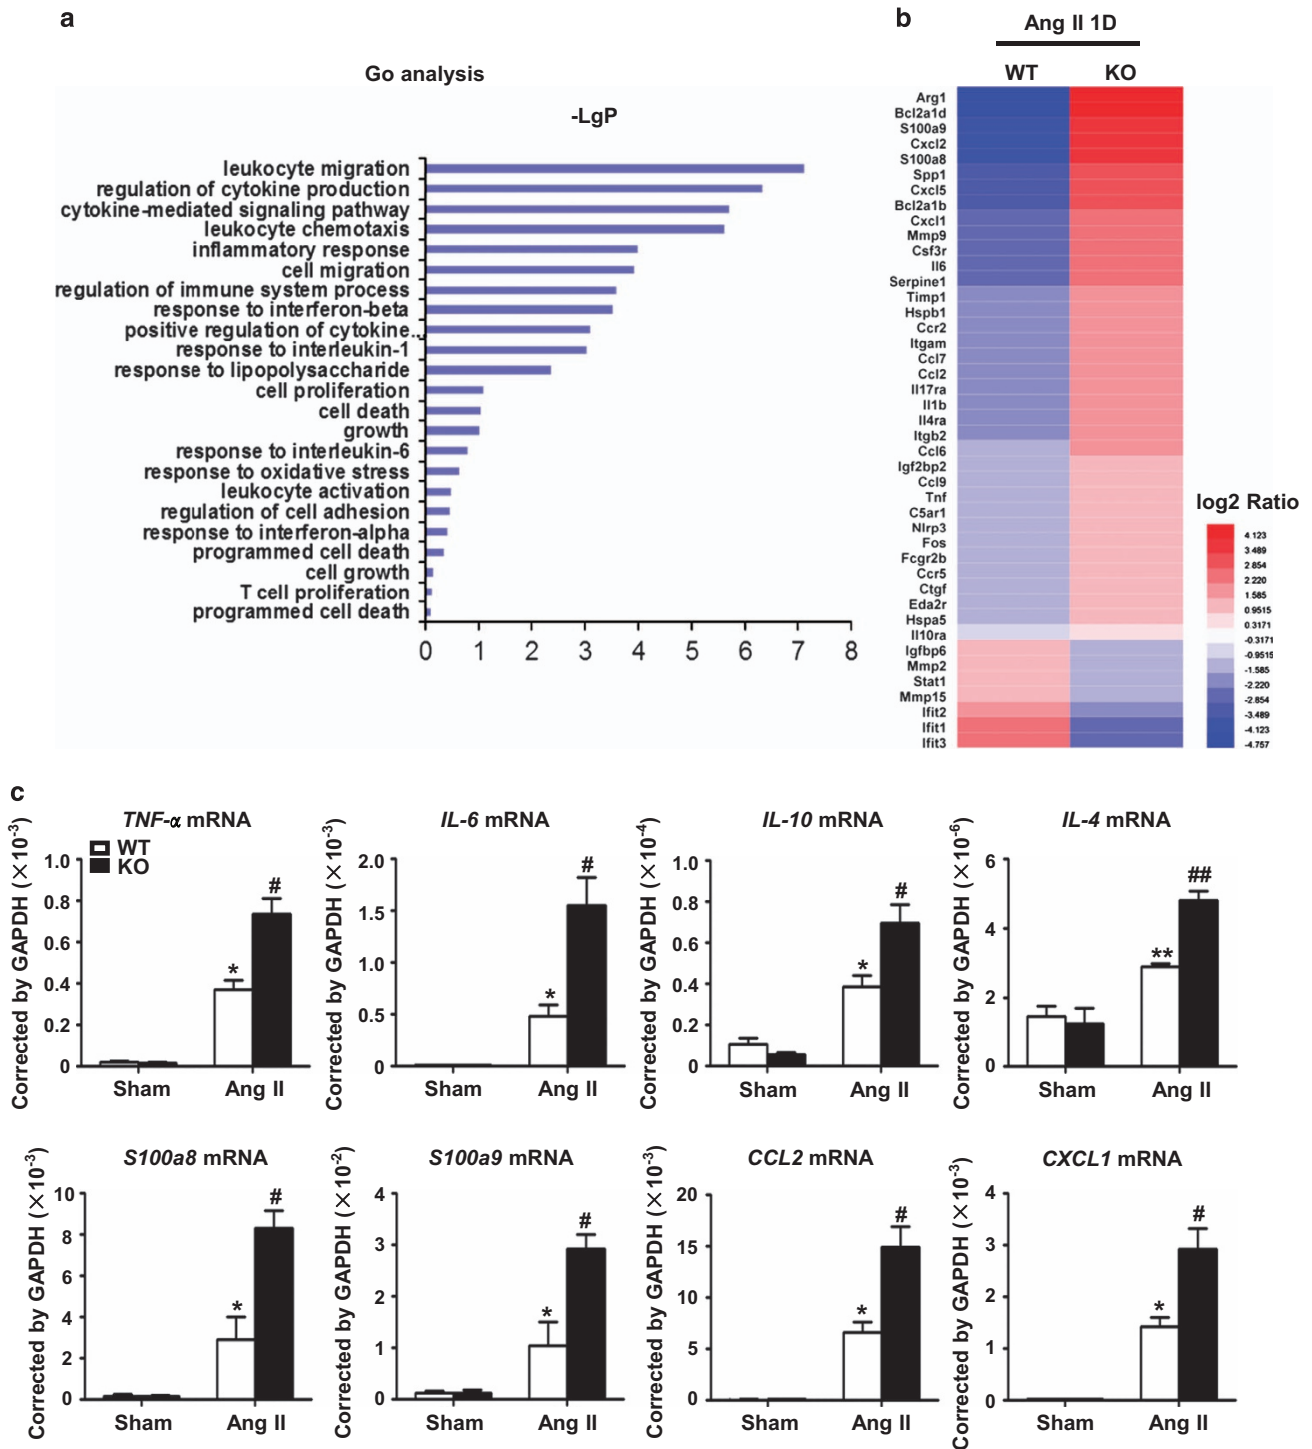 a
Go analysis
-LgP
leukocyte migration
regulation of cytokine production
cytokine-mediated signaling pathway
leukocyte chemotaxis
inflammatory response
cell migration
regulation of immune system process
response to interferon-beta
positive regulation of cytokine...
response to interleukin-1
response to lipopolysaccharide
cell proliferation
cell death
growth
response to interleukin-6
response to oxidative stress
leukocyte activation
regulation of cell adhesion
response to interferon-alpha
programmed cell death
cell growth
T cell proliferation
programmed cell death
0 1 2 3 4 5 6 7 8
b
Ang II 1D
WT KO
Arg1
Bcl2a1d
S100a9
Cxcl2
S100a8
Spp1
Cxcl5
Bcl2a1b
Cxcl1
Mmp9
Csf3r
Il6
Serpine1
Timp1
Hspb1
Ccr2
Itgam
Ccl7
Ccl2
Il17ra
Il1b
Il4ra
Itgb2
Ccl6
Igf2bp2
Ccl9
Tnf
C5ar1
Nlrp3
Fos
Fcgr2b
Ccr5
Ctgf
Eda2r
Hspa5
Il10ra
Igfbp6
Mmp2
Stat1
Mmp15
Ifit2
Ifit1
Ifit3
log2 Ratio
4.123
3.489
2.854
2.220
1.585
0.9515
0.3171
-0.3171
-0.9515
-1.585
-2.220
-2.854
-3.489
-4.123
-4.757
c
TNF-α mRNA
WT
KO
Corrected by GAPDH (×10⁻³)
1.0
0.8
0.6
0.4
0.2
0
*
#
Sham Ang II
IL-6 mRNA
Corrected by GAPDH (×10⁻³)
2.0
1.5
1.0
0.5
0
*
#
Sham Ang II
IL-10 mRNA
Corrected by GAPDH (×10⁻⁴)
1.0
0.8
0.6
0.4
0.2
0
*
#
Sham Ang II
IL-4 mRNA
Corrected by GAPDH (×10⁻⁶)
6
4
2
0
**
##
Sham Ang II
S100a8 mRNA
Corrected by GAPDH (×10⁻³)
10
8
6
4
2
0
*
#
Sham Ang II
S100a9 mRNA
Corrected by GAPDH (×10⁻²)
4
3
2
1
0
*
#
Sham Ang II
CCL2 mRNA
Corrected by GAPDH (×10⁻³)
20
15
10
5
0
*
#
Sham Ang II
CXCL1 mRNA
Corrected by GAPDH (×10⁻³)
4
3
2
1
0
*
#
Sham Ang II